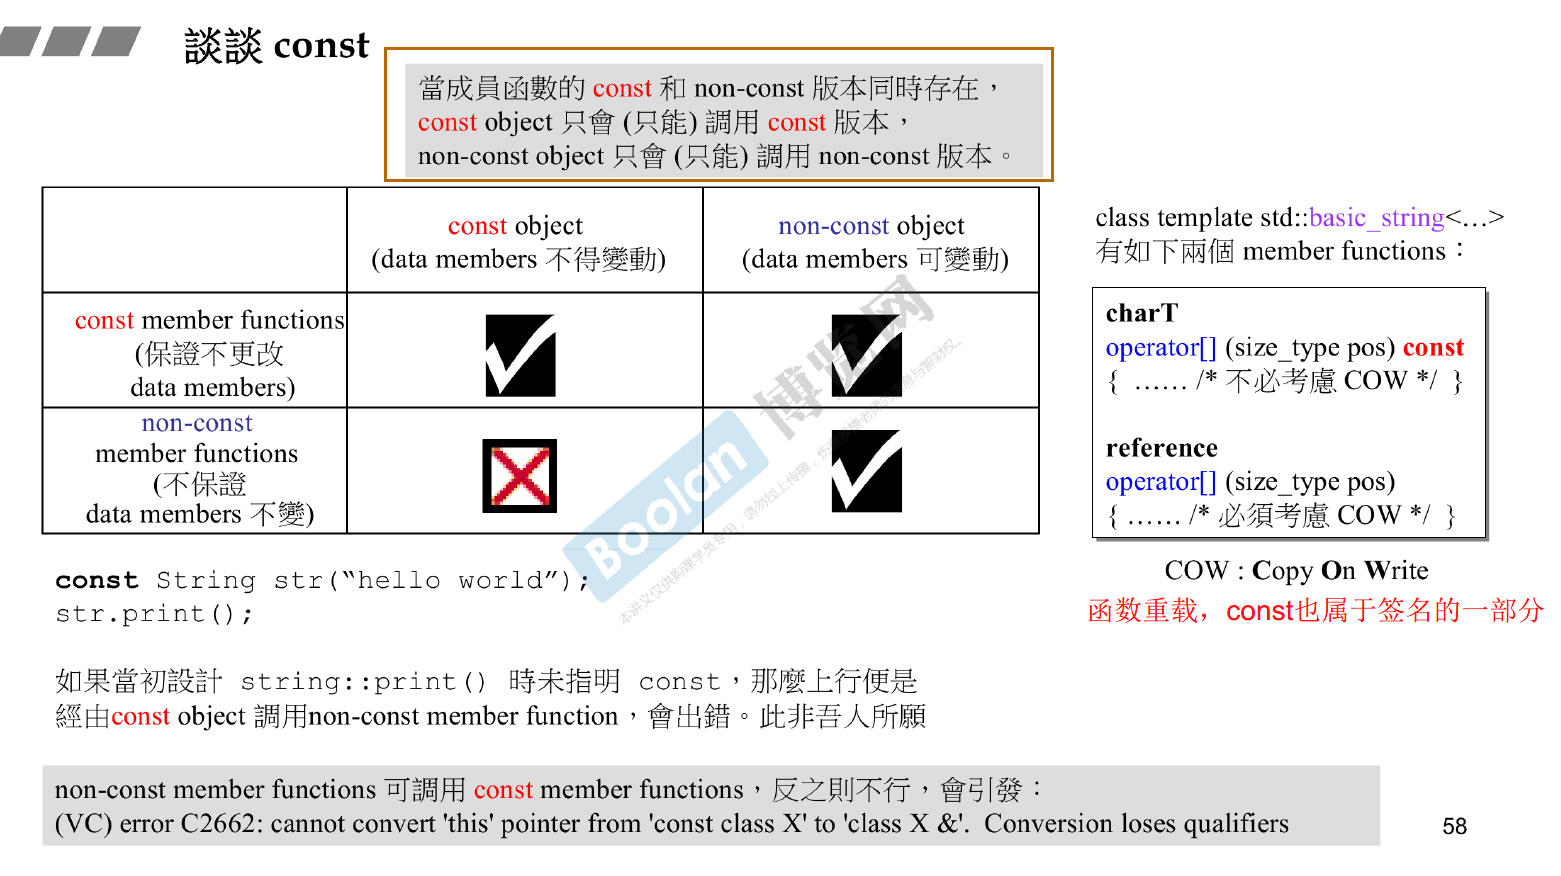 談談 const
當成員函數的 const 和 non-const 版本同時存在，
const object 只會 (只能) 調用 const 版本，
non-const object 只會 (只能) 調用 non-const 版本。
const object
(data members 不得變動)
non-const object
(data members 可變動)
const member functions
(保證不更改
data members)
non-const
member functions
(不保證
data members 不變)
class template std::basic_string<…>
有如下兩個 member functions：
charT
operator[] (size_type pos) const
{ …… /* 不必考慮 COW */ }
reference
operator[] (size_type pos)
{ …… /* 必須考慮 COW */ }
COW : Copy On Write
函数重载，const也属于签名的一部分
const String str(“hello world”);
str.print();
如果當初設計 string::print() 時未指明 const，那麼上行便是
經由const object 調用non-const member function，會出錯。此非吾人所願
non-const member functions 可調用 const member functions，反之則不行，會引發：
(VC) error C2662: cannot convert 'this' pointer from 'const class X' to 'class X &'. Conversion loses qualifiers
58
Boolan 博览网